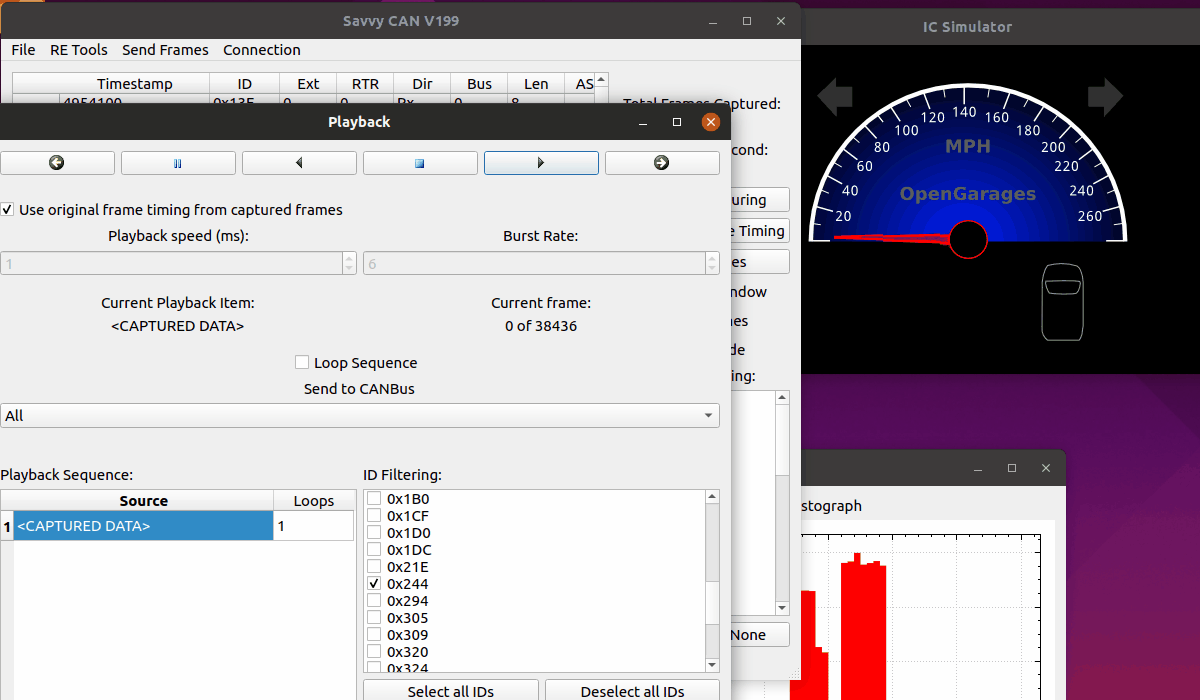 Savvy CAN V199
File RE Tools Send Frames Connection
Timestamp ID Ext RTR Dir Bus Len AS
4954100 0x13F 0 0 Rx 0 8
Captured:
Playback
cond:
Use original frame timing from captured frames
uring
Playback speed (ms): Burst Rate:
e Timing
1 6
es
ndow
Current Playback Item: Current frame:
<CAPTURED DATA> 0 of 38436
nes
de
Loop Sequence
ing:
Send to CANBus
All
Playback Sequence: ID Filtering:
Source Loops
1 <CAPTURED DATA> 1
0x1B0
0x1CF
0x1D0
0x1DC
0x21E
0x244
0x294
0x305
0x309
0x320
0x324
None
Select all IDs Deselect all IDs
IC Simulator
20 40 60 80 100 120 140 160 180 200 220 240 260
MPH
OpenGarages
stograph